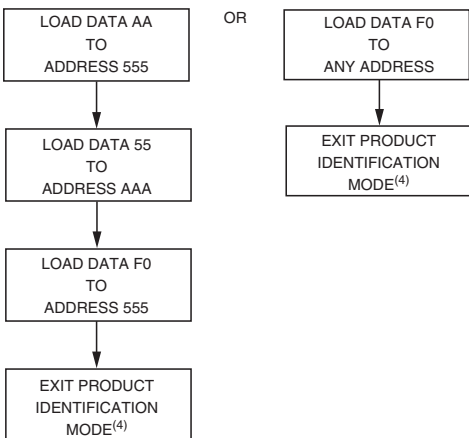 LOAD DATA AA
TO
ADDRESS 555
LOAD DATA 55
TO
ADDRESS AAA
LOAD DATA F0
TO
ADDRESS 555
EXIT PRODUCT
IDENTIFICATION
MODE(4)
OR
LOAD DATA F0
TO
ANY ADDRESS
EXIT PRODUCT
IDENTIFICATION
MODE(4)